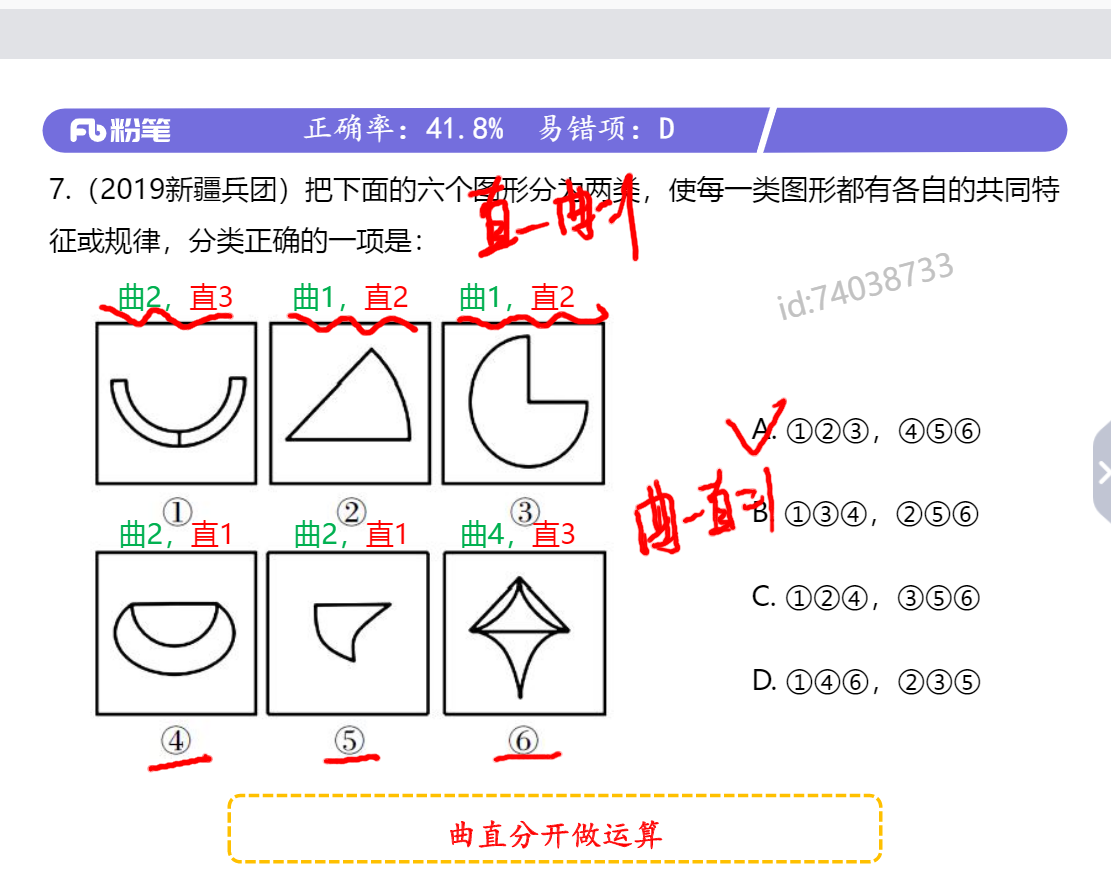 粉笔 正确率：41.8% 易错项：D
7.（2019新疆兵团）把下面的六个图形分为两类，使每一类图形都有各自的共同特
征或规律，分类正确的一项是：
直-曲=1
id:74038733
曲2，直3 曲1，直2 曲1，直2
① ② ③
曲2，直1 曲2，直1 曲4，直3
④ ⑤ ⑥
A. ①②③，④⑤⑥
曲-直=1
B. ①③④，②⑤⑥
C. ①②④，③⑤⑥
D. ①④⑥，②③⑤
曲直分开做运算